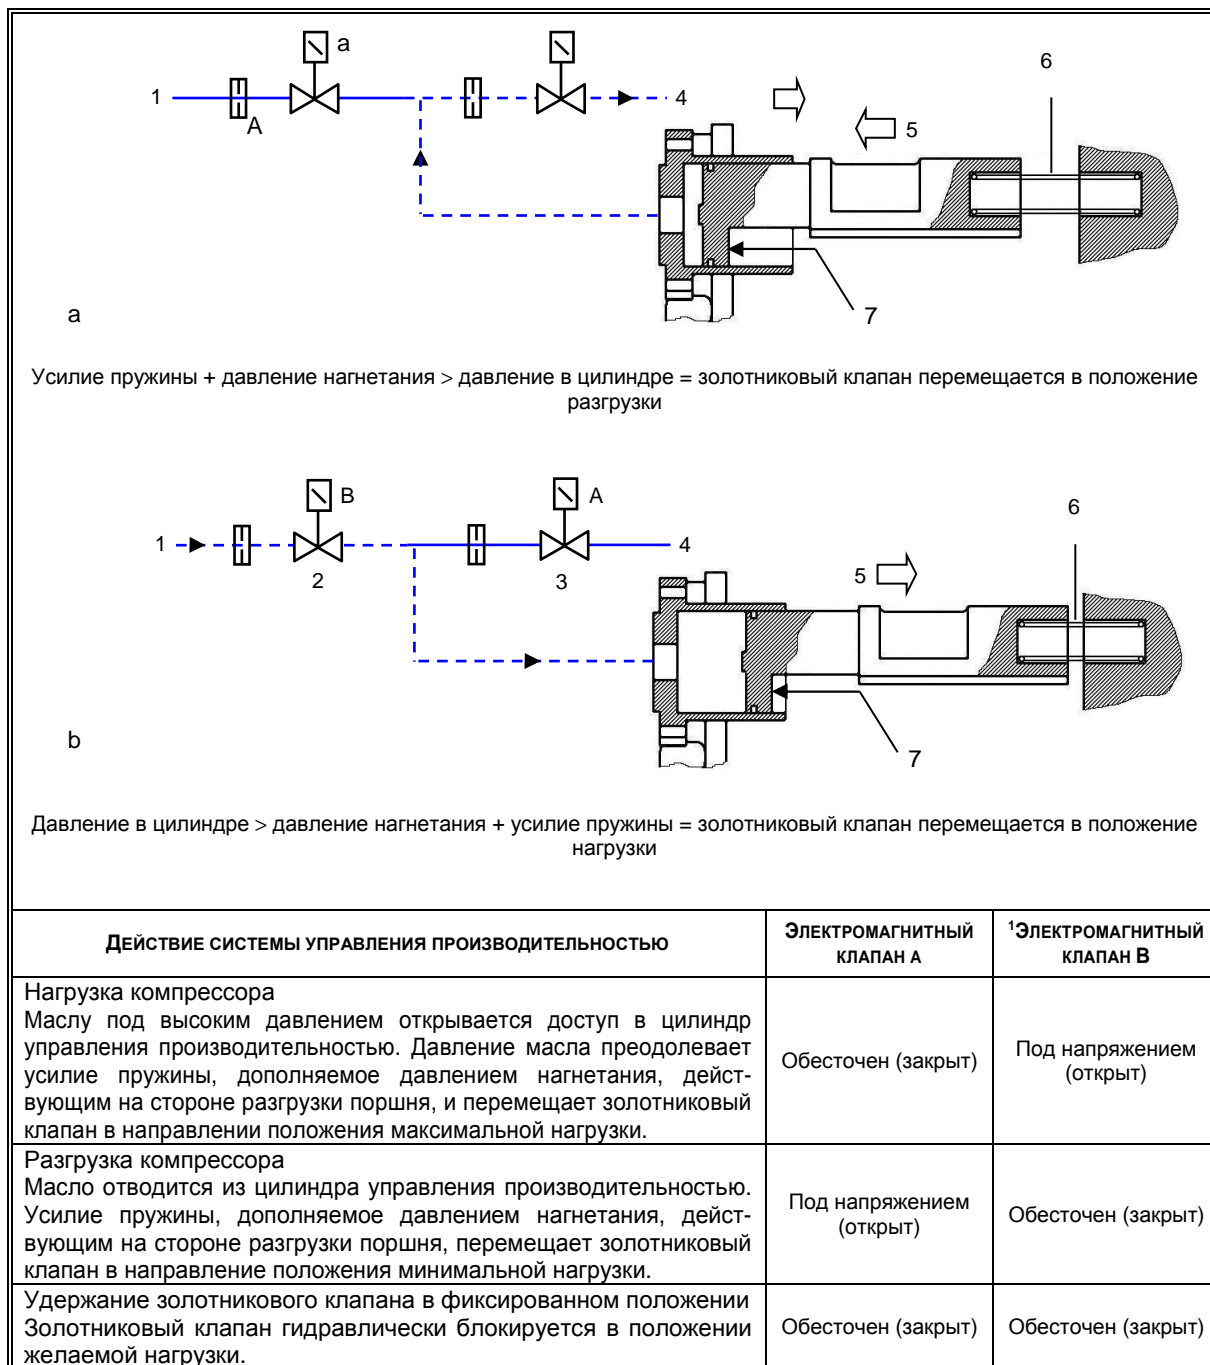 a
6
1
A
4
5
7
a
Усилие пружины + давление нагнетания > давление в цилиндре = золотниковый клапан перемещается в положение
разгрузки
B
A
6
1
4
2
3
5
7
b
Давление в цилиндре > давление нагнетания + усилие пружины = золотниковый клапан перемещается в положение
нагрузки
ДЕЙСТВИЕ СИСТЕМЫ УПРАВЛЕНИЯ ПРОИЗВОДИТЕЛЬНОСТЬЮ
ЭЛЕКТРОМАГНИТНЫЙ
КЛАПАН А
¹ЭЛЕКТРОМАГНИТНЫЙ
КЛАПАН В
Нагрузка компрессора
Маслу под высоким давлением открывается доступ в цилиндр
управления производительностью. Давление масла преодолевает
усилие пружины, дополняемое давлением нагнетания, дейст-
вующим на стороне разгрузки поршня, и перемещает золотниковый
клапан в направлении положения максимальной нагрузки.
Обесточен (закрыт)
Под напряжением
(открыт)
Разгрузка компрессора
Масло отводится из цилиндра управления производительностью.
Усилие пружины, дополняемое давлением нагнетания, дейст-
вующим на стороне разгрузки поршня, перемещает золотниковый
клапан в направление положения минимальной нагрузки.
Под напряжением
(открыт)
Обесточен (закрыт)
Удержание золотникового клапана в фиксированном положении
Золотниковый клапан гидравлически блокируется в положении
желаемой нагрузки.
Обесточен (закрыт)
Обесточен (закрыт)